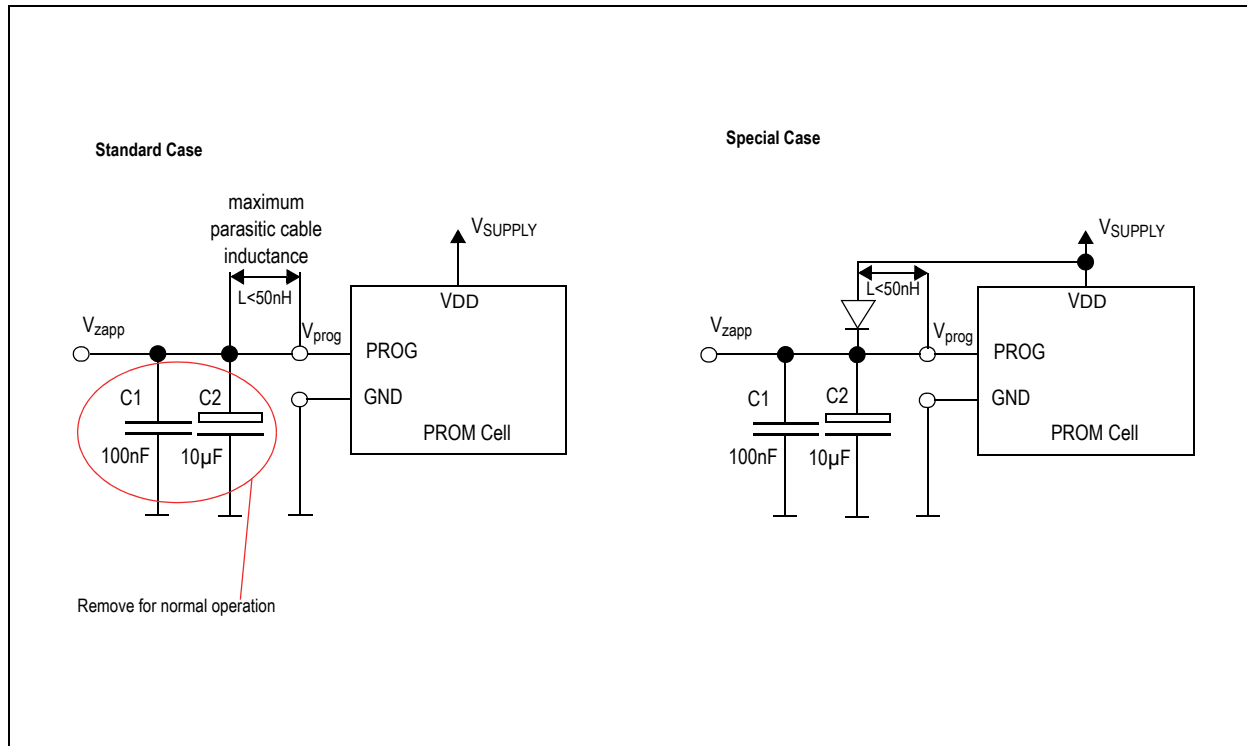 Standard Case
maximum
parasitic cable
inductance
L<50nH
VSUPPLY
VDD
Vzapp
Vprog
PROG
GND
PROM Cell
C1
C2
100nF
10µF
Remove for normal operation
Special Case
VSUPPLY
L<50nH
VDD
Vzapp
Vprog
PROG
GND
PROM Cell
C1
C2
100nF
10µF